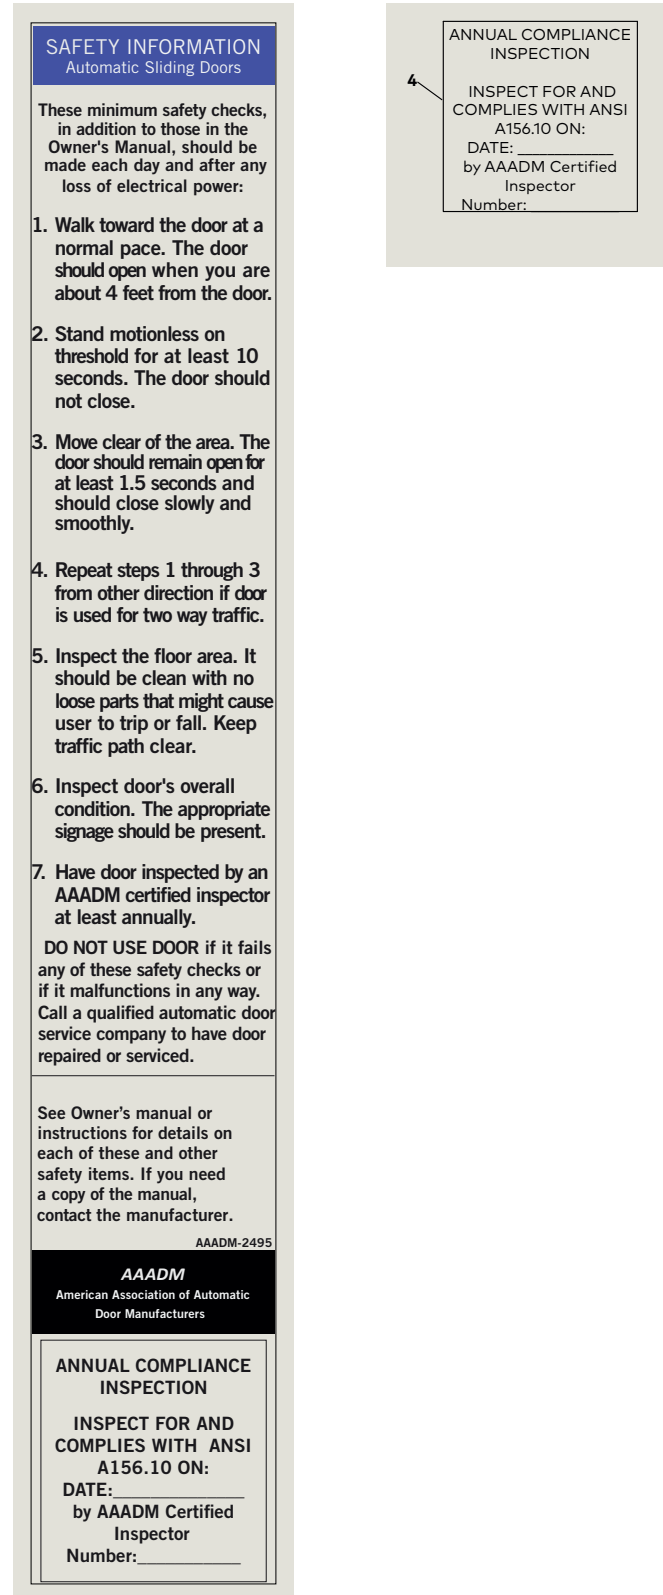 SAFETY INFORMATION
Automatic Sliding Doors
These minimum safety checks,
in addition to those in the
Owner's Manual, should be
made each day and after any
loss of electrical power:
1. Walk toward the door at a
normal pace. The door
should open when you are
about 4 feet from the door.
2. Stand motionless on
threshold for at least 10
seconds. The door should
not close.
3. Move clear of the area. The
door should remain open for
at least 1.5 seconds and
should close slowly and
smoothly.
4. Repeat steps 1 through 3
from other direction if door
is used for two way traffic.
5. Inspect the floor area. It
should be clean with no
loose parts that might cause
user to trip or fall. Keep
traffic path clear.
6. Inspect door's overall
condition. The appropriate
signage should be present.
7. Have door inspected by an
AAADM certified inspector
at least annually.
DO NOT USE DOOR if it fails
any of these safety checks or
if it malfunctions in any way.
Call a qualified automatic door
service company to have door
repaired or serviced.
See Owner’s manual or
instructions for details on
each of these and other
safety items. If you need
a copy of the manual,
contact the manufacturer.
AAADM-2495
AAADM
American Association of Automatic
Door Manufacturers
ANNUAL COMPLIANCE
INSPECTION
INSPECT FOR AND
COMPLIES WITH ANSI
A156.10 ON:
DATE:______________
by AAADM Certified
Inspector
Number:___________
4
ANNUAL COMPLIANCE
INSPECTION
INSPECT FOR AND
COMPLIES WITH ANSI
A156.10 ON:
DATE: ___________
by AAADM Certified
Inspector
Number:__________